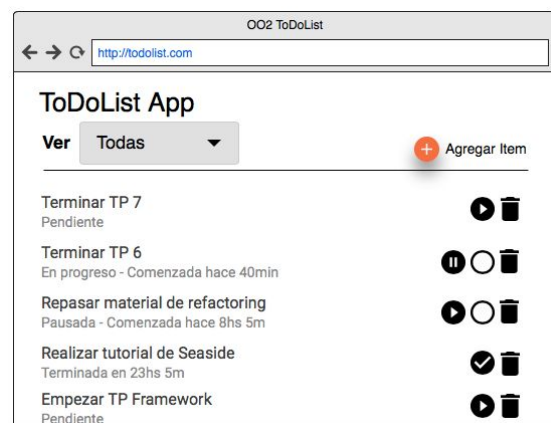 OO2 ToDoList
http://todolist.com
ToDoList App
Ver Todas
Agregar Item
Terminar TP 7
Pendiente
Terminar TP 6
En progreso - Comenzada hace 40min
Repasar material de refactoring
Pausada - Comenzada hace 8hs 5m
Realizar tutorial de Seaside
Terminada en 23hs 5m
Empezar TP Framework
Pendiente